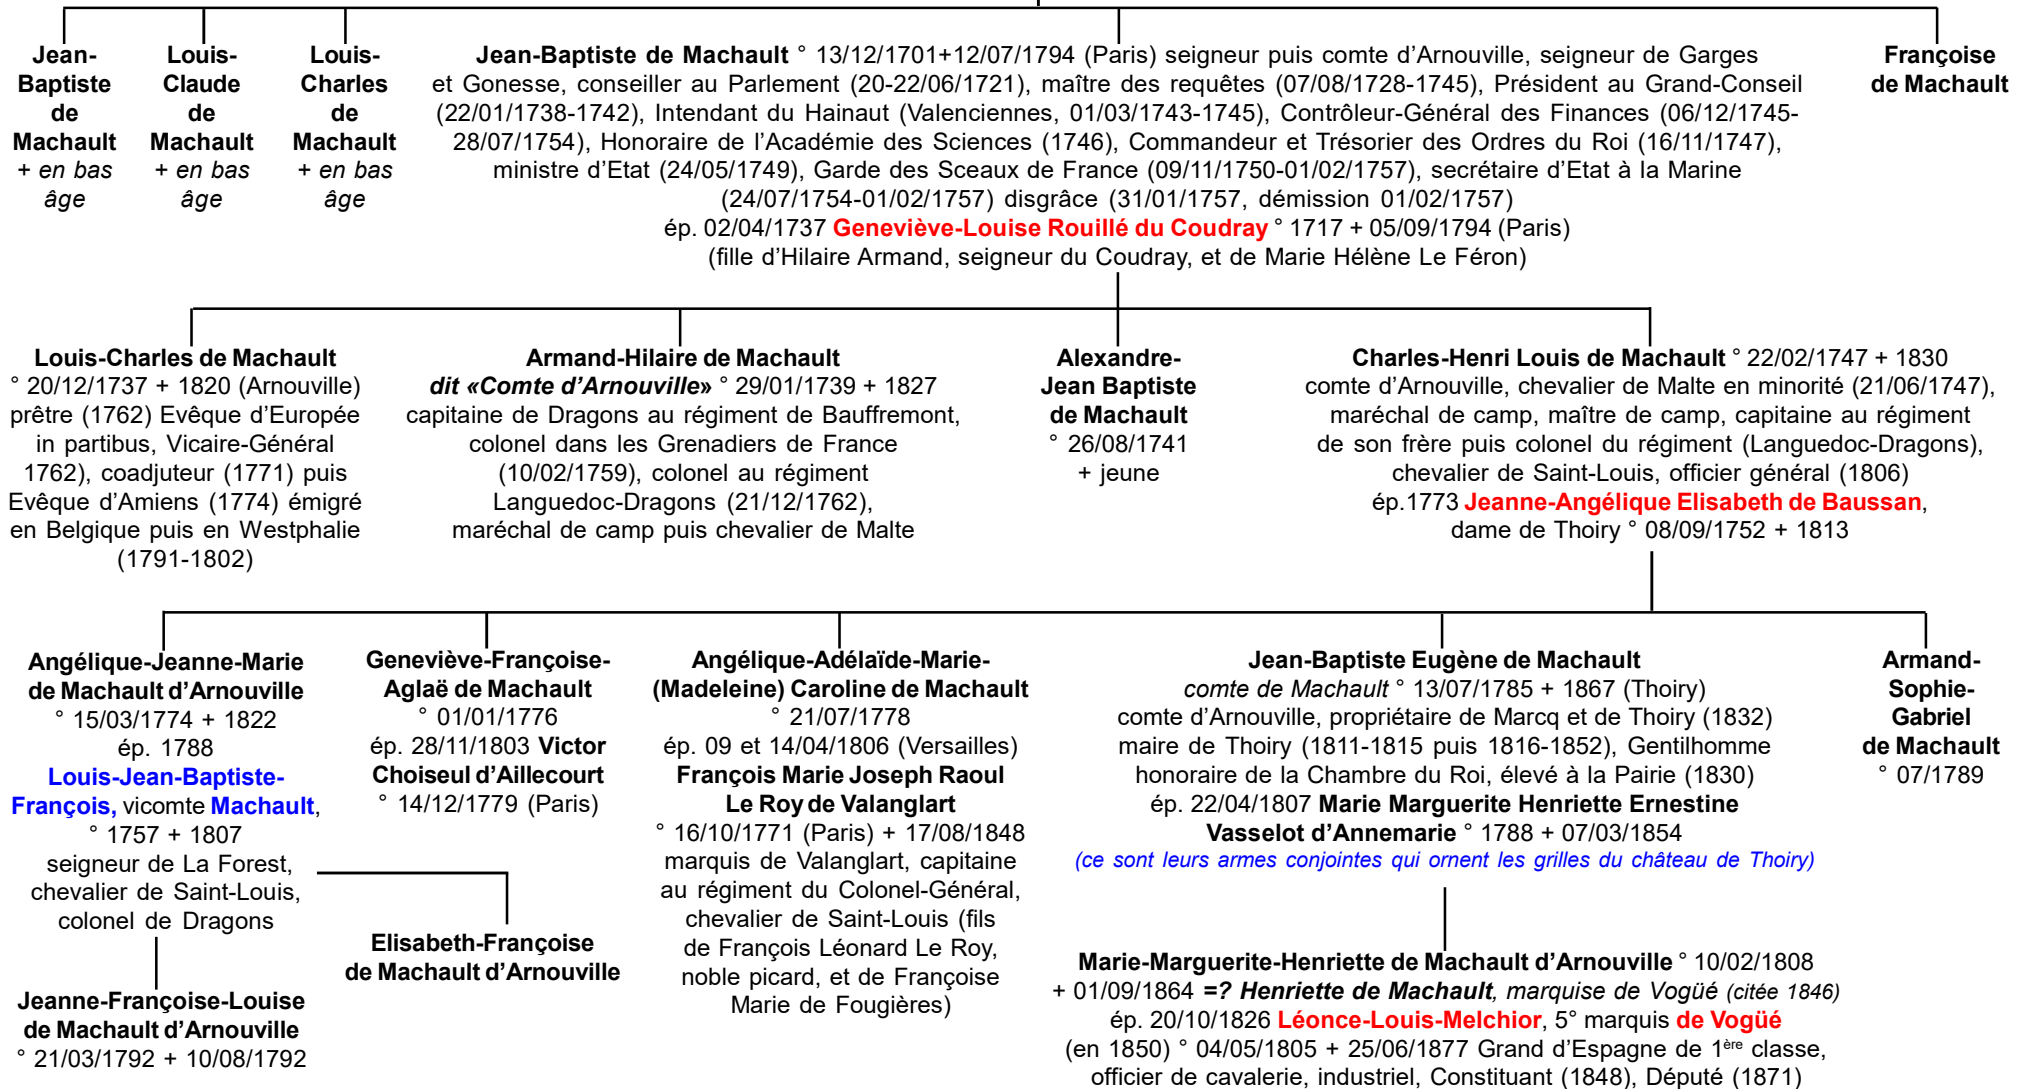 Jean-
Baptiste
de
Machault
+ en bas
âge
Louis-
Claude
de
Machault
+ en bas
âge
Louis-
Charles
de
Machault
+ en bas
âge
Jean-Baptiste de Machault ° 13/12/1701+12/07/1794 (Paris) seigneur puis comte d’Arnouville, seigneur de Garges
et Gonesse, conseiller au Parlement (20-22/06/1721), maître des requêtes (07/08/1728-1745), Président au Grand-Conseil
(22/01/1738-1742), Intendant du Hainaut (Valenciennes, 01/03/1743-1745), Contrôleur-Général des Finances (06/12/1745-
28/07/1754), Honoraire de l’Académie des Sciences (1746), Commandeur et Trésorier des Ordres du Roi (16/11/1747),
ministre d’Etat (24/05/1749), Garde des Sceaux de France (09/11/1750-01/02/1757), secrétaire d’Etat à la Marine
(24/07/1754-01/02/1757) disgrâce (31/01/1757, démission 01/02/1757)
ép. 02/04/1737 Geneviève-Louise Rouillé du Coudray ° 1717 + 05/09/1794 (Paris)
(fille d’Hilaire Armand, seigneur du Coudray, et de Marie Hélène Le Féron)
Françoise
de Machault
Louis-Charles de Machault
° 20/12/1737 + 1820 (Arnouville)
prêtre (1762) Evêque d’Europée
in partibus, Vicaire-Général
1762), coadjuteur (1771) puis
Evêque d’Amiens (1774) émigré
en Belgique puis en Westphalie
(1791-1802)
Armand-Hilaire de Machault
dit «Comte d’Arnouville» ° 29/01/1739 + 1827
capitaine de Dragons au régiment de Bauffremont,
colonel dans les Grenadiers de France
(10/02/1759), colonel au régiment
Languedoc-Dragons (21/12/1762),
maréchal de camp puis chevalier de Malte
Alexandre-
Jean Baptiste
de Machault
° 26/08/1741
+ jeune
Charles-Henri Louis de Machault ° 22/02/1747 + 1830
comte d’Arnouville, chevalier de Malte en minorité (21/06/1747),
maréchal de camp, maître de camp, capitaine au régiment
de son frère puis colonel du régiment (Languedoc-Dragons),
chevalier de Saint-Louis, officier général (1806)
ép.1773 Jeanne-Angélique Elisabeth de Baussan,
dame de Thoiry ° 08/09/1752 + 1813
Angélique-Jeanne-Marie
de Machault d’Arnouville
° 15/03/1774 + 1822
ép. 1788
Louis-Jean-Baptiste-
François, vicomte Machault,
° 1757 + 1807
seigneur de La Forest,
chevalier de Saint-Louis,
colonel de Dragons
Geneviève-Françoise-
Aglaë de Machault
° 01/01/1776
ép. 28/11/1803 Victor
Choiseul d’Aillecourt
° 14/12/1779 (Paris)
Angélique-Adélaïde-Marie-
(Madeleine) Caroline de Machault
° 21/07/1778
ép. 09 et 14/04/1806 (Versailles)
François Marie Joseph Raoul
Le Roy de Valanglart
° 16/10/1771 (Paris) + 17/08/1848
marquis de Valanglart, capitaine
au régiment du Colonel-Général,
chevalier de Saint-Louis (fils
de François Léonard Le Roy,
noble picard, et de Françoise
Marie de Fougières)
Jean-Baptiste Eugène de Machault
comte de Machault ° 13/07/1785 + 1867 (Thoiry)
comte d’Arnouville, propriétaire de Marcq et de Thoiry (1832)
maire de Thoiry (1811-1815 puis 1816-1852), Gentilhomme
honoraire de la Chambre du Roi, élevé à la Pairie (1830)
ép. 22/04/1807 Marie Marguerite Henriette Ernestine
Vasselot d’Annemarie ° 1788 + 07/03/1854
(ce sont leurs armes conjointes qui ornent les grilles du château de Thoiry)
Armand-
Sophie-
Gabriel
de Machault
° 07/1789
Elisabeth-Françoise
de Machault d’Arnouville
Jeanne-Françoise-Louise
de Machault d’Arnouville
° 21/03/1792 + 10/08/1792
Marie-Marguerite-Henriette de Machault d’Arnouville ° 10/02/1808
+ 01/09/1864 =? Henriette de Machault, marquise de Vogüé (citée 1846)
ép. 20/10/1826 Léonce-Louis-Melchior, 5° marquis de Vogüé
(en 1850) ° 04/05/1805 + 25/06/1877 Grand d’Espagne de 1ère classe,
officier de cavalerie, industriel, Constituant (1848), Député (1871)